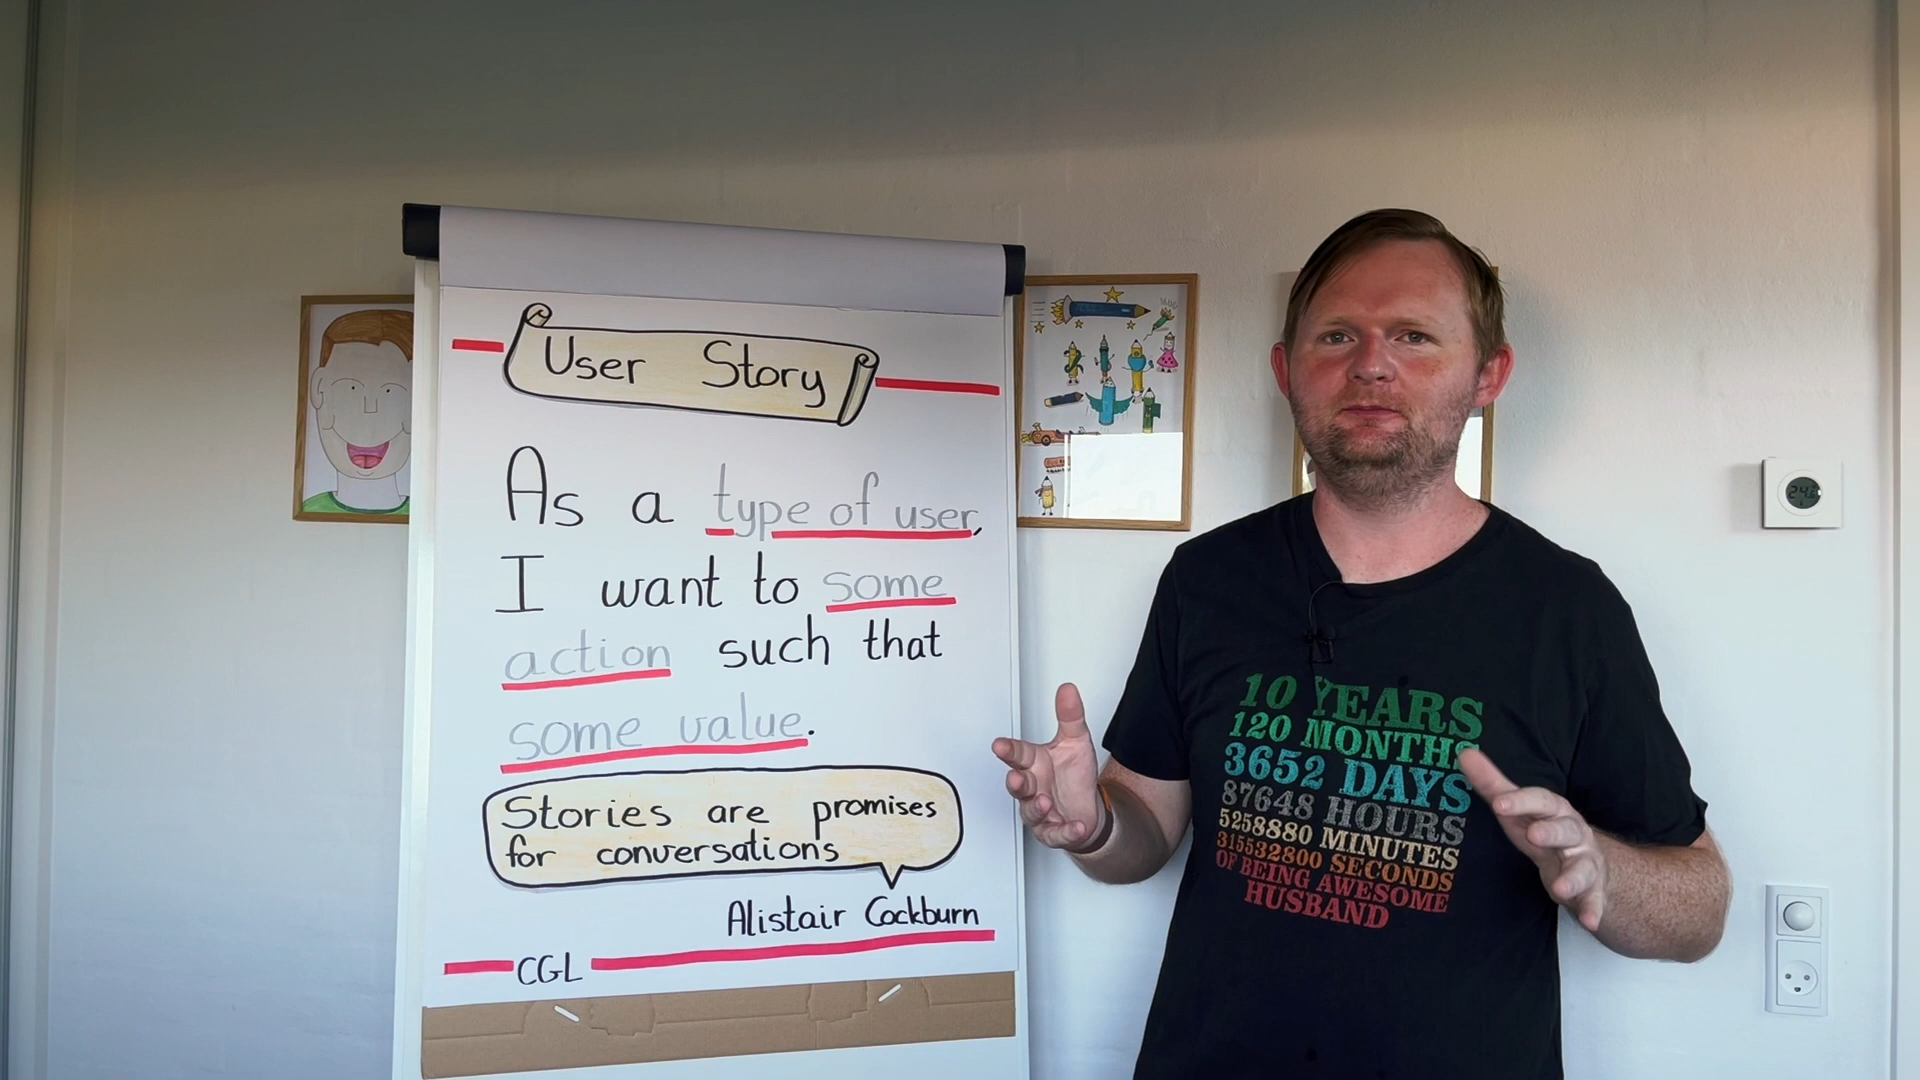 User Story
As a type of user,
I want to some
action such that
some value.
Stories are promises
for conversations
Alistair Cockburn
CGL
10 YEARS
120 MONTHS
3652 DAYS
87648 HOURS
5258880 MINUTES
315532800 SECONDS
OF BEING AWESOME
HUSBAND